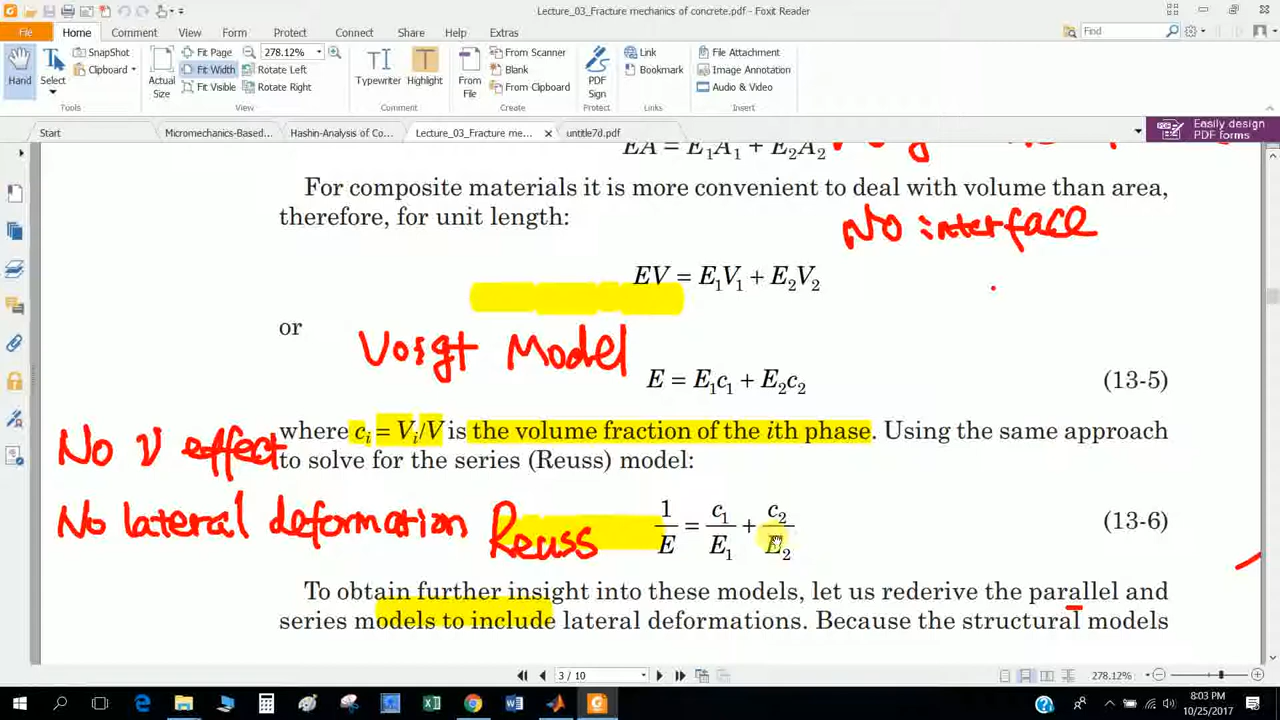 Lecture_03_Fracture mechanics of concrete.pdf - Foxit Reader
File Home Comment View Form Protect Connect Share Help Extras Find
Hand Select SnapShot Clipboard Actual Size Fit Page Fit Width Fit Visible 278.12% Rotate Left Rotate Right Typewriter Highlight From File From Scanner Blank From Clipboard PDF Sign Link Bookmark File Attachment Image Annotation Audio & Video
Tools View Comment Create Protect Links Insert
Start Micromechanics-Based... Hashin-Analysis of Co... Lecture_03_Fracture me... untitle7d.pdf Easily design PDF forms
EA = E₁A₁ + E₂A₂
For composite materials it is more convenient to deal with volume than area,
therefore, for unit length:
No interface
EV = E₁V₁ + E₂V₂
or
Voigt Model
E = E₁c₁ + E₂c₂ (13-5)
where cᵢ = Vᵢ/V is the volume fraction of the ith phase. Using the same approach
No ν effect
to solve for the series (Reuss) model:
No lateral deformation Reuss
1/E = c₁/E₁ + c₂/E₂ (13-6)
To obtain further insight into these models, let us rederive the parallel and
series models to include lateral deformations. Because the structural models
3 / 10 278.12%
8:03 PM
10/25/2017